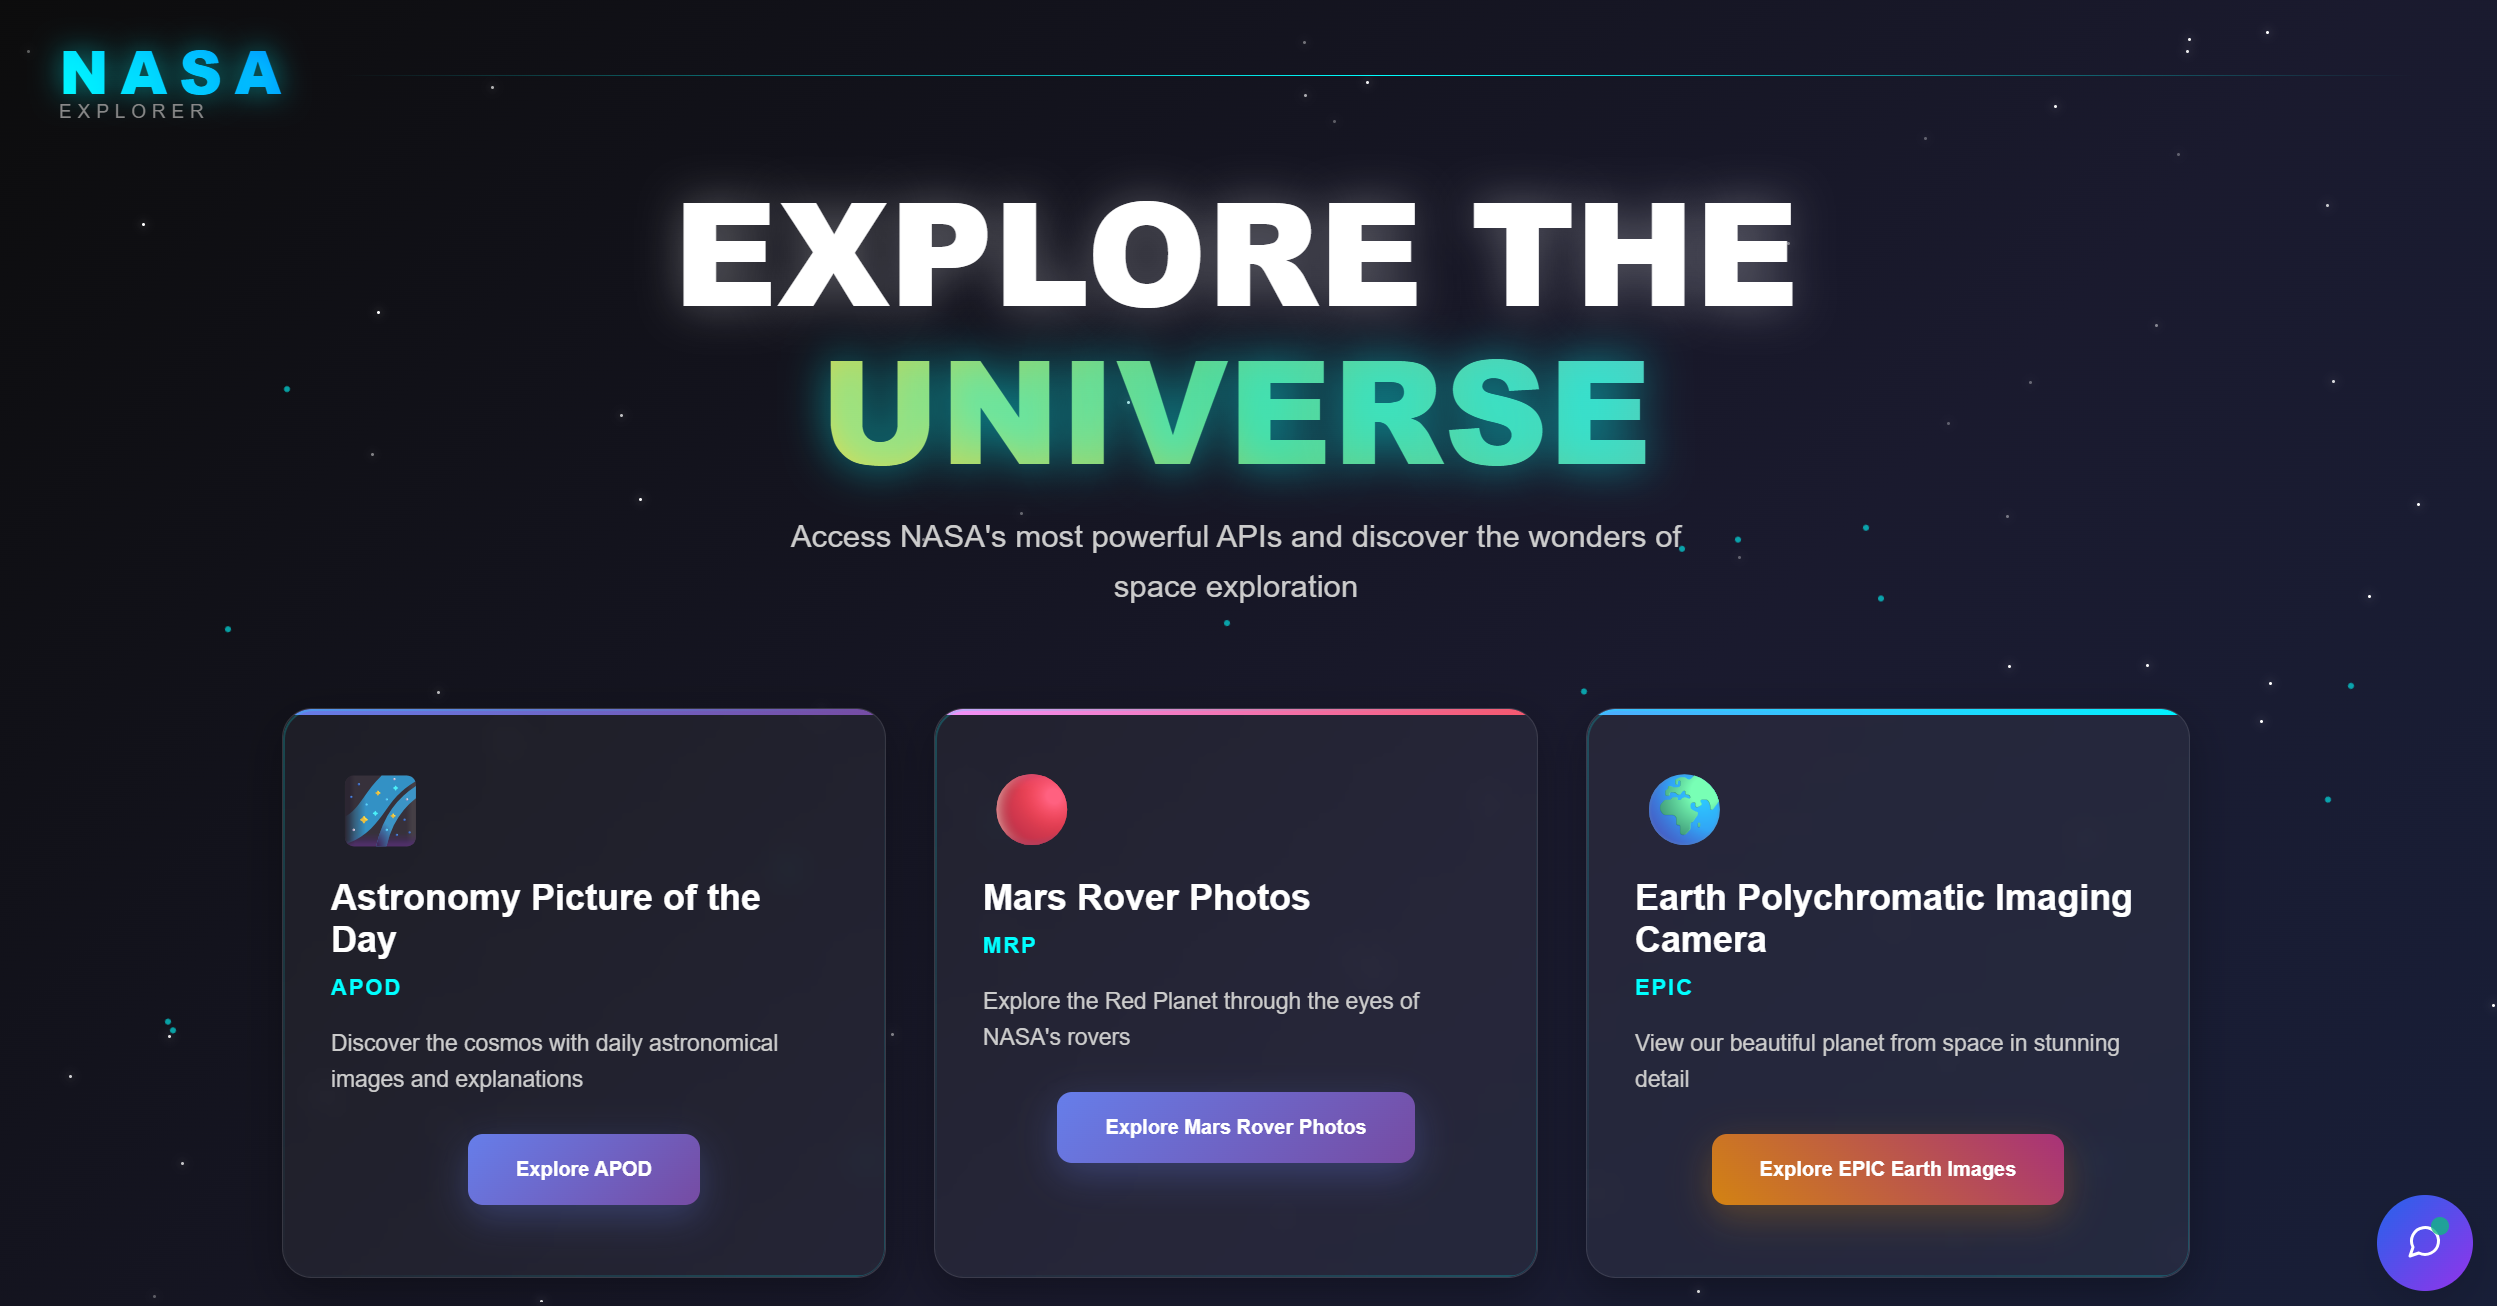 NASA
EXPLORER
EXPLORE THE
UNIVERSE
Access NASA's most powerful APIs and discover the wonders of
space exploration
Astronomy Picture of the
Day
APOD
Discover the cosmos with daily astronomical
images and explanations
Explore APOD
Mars Rover Photos
MRP
Explore the Red Planet through the eyes of
NASA's rovers
Explore Mars Rover Photos
Earth Polychromatic Imaging
Camera
EPIC
View our beautiful planet from space in stunning
detail
Explore EPIC Earth Images